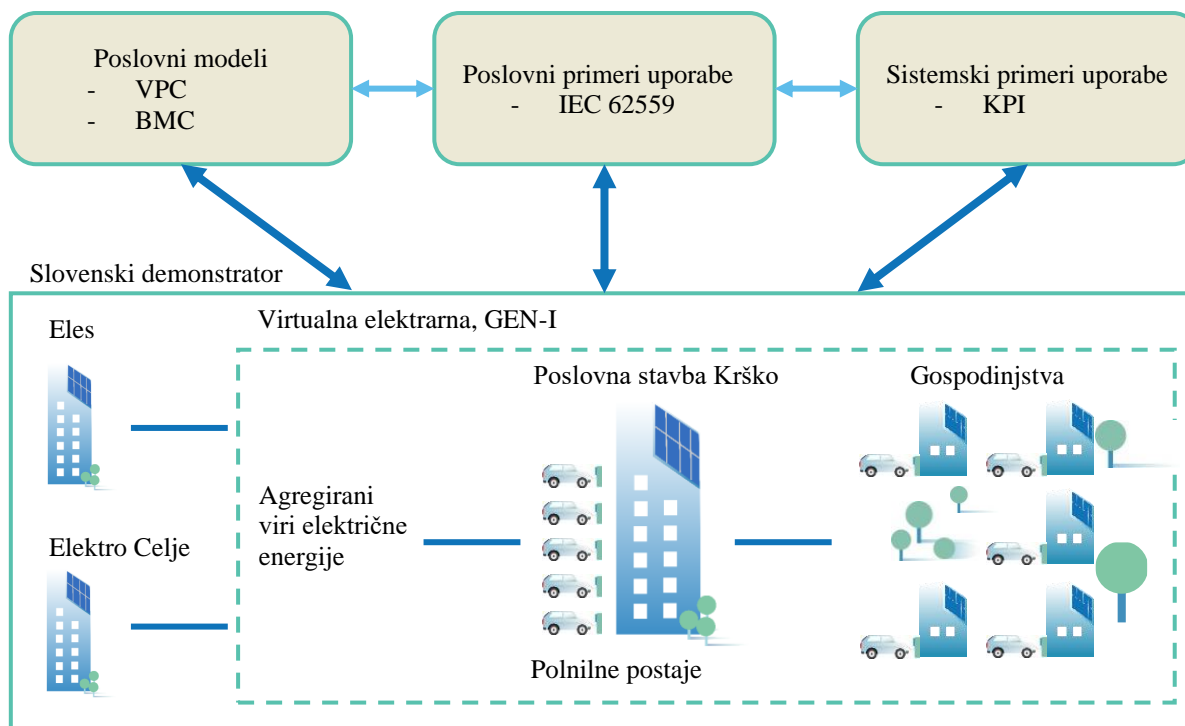 Poslovni modeli
- VPC
- BMC
Poslovni primeri uporabe
- IEC 62559
Sistemski primeri uporabe
- KPI
Slovenski demonstrator
Eles
Virtualna elektrarna, GEN-I
Poslovna stavba Krško
Gospodinjstva
Agregirani
viri električne
energije
Elektro Celje
Polnilne postaje